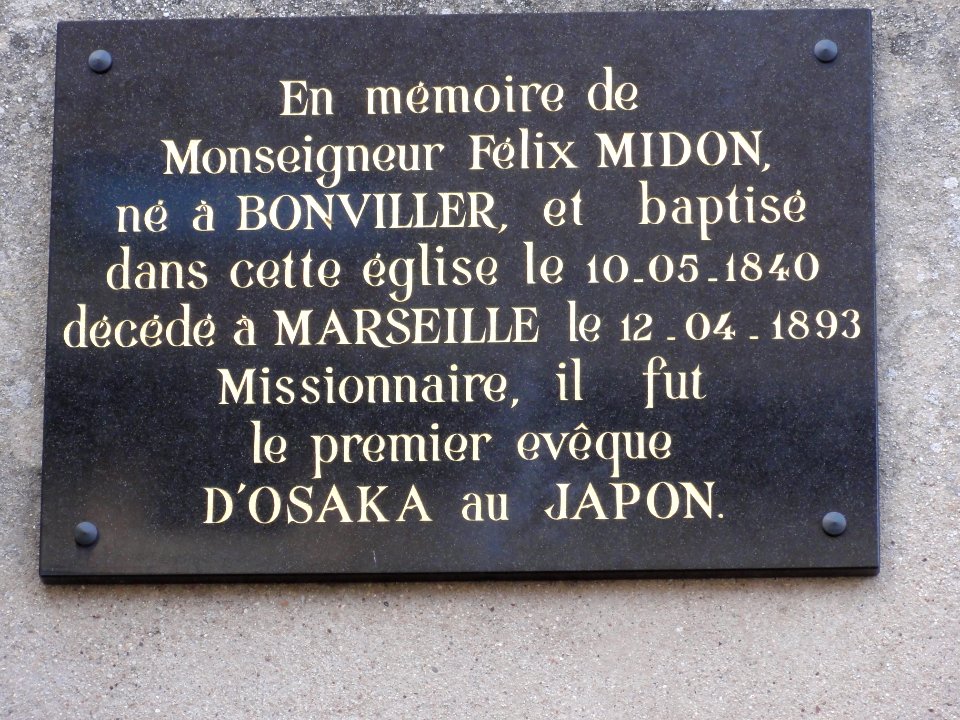 En mémoire de
Monseigneur Félix MIDON,
né à BONVILLER, et baptisé
dans cette église le 10-05-1840
décédé à MARSEILLE le 12-04-1893
Missionnaire, il fut
le premier evêque
D'OSAKA au JAPON.